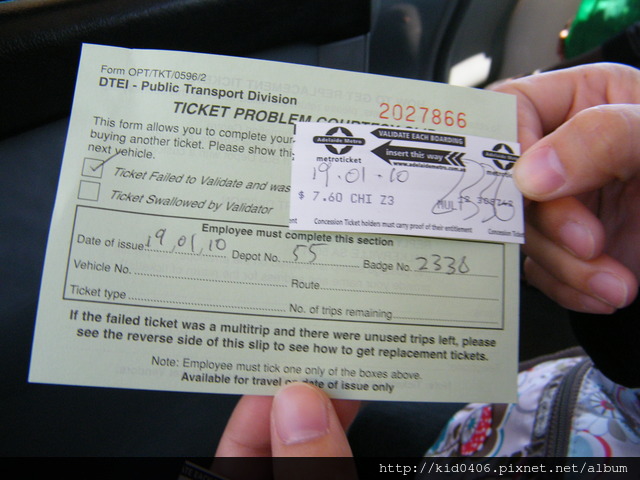 Form OPT/TKT/0596/2
DTEI - Public Transport Division
2027866
TICKET PROBLEM
This form allows you to complete your
buying another ticket. Please show
next vehicle.
Ticket Failed to Validate and was
Ticket Swallowed by Validator
Adelaide Metro
metroticket
VALIDATE EACH BOARDING
insert this way
www.adelaidemetro.com.au
19.01.10
2330
$ 7.60 CHI Z3
Concession Ticket holders must carry proof of their entitlement
Concession
Employee must complete this section
Date of issue 19,01,10 Depot No. 55 Badge No. 2330
Vehicle No. Route
Ticket type No. of trips remaining
If the failed ticket was a multitrip and there were unused trips left, please
see the reverse side of this slip to see how to get replacement tickets.
Note: Employee must tick one only of the boxes above.
Available for travel on date of issue only
http://kid0406.pixnet.net/album